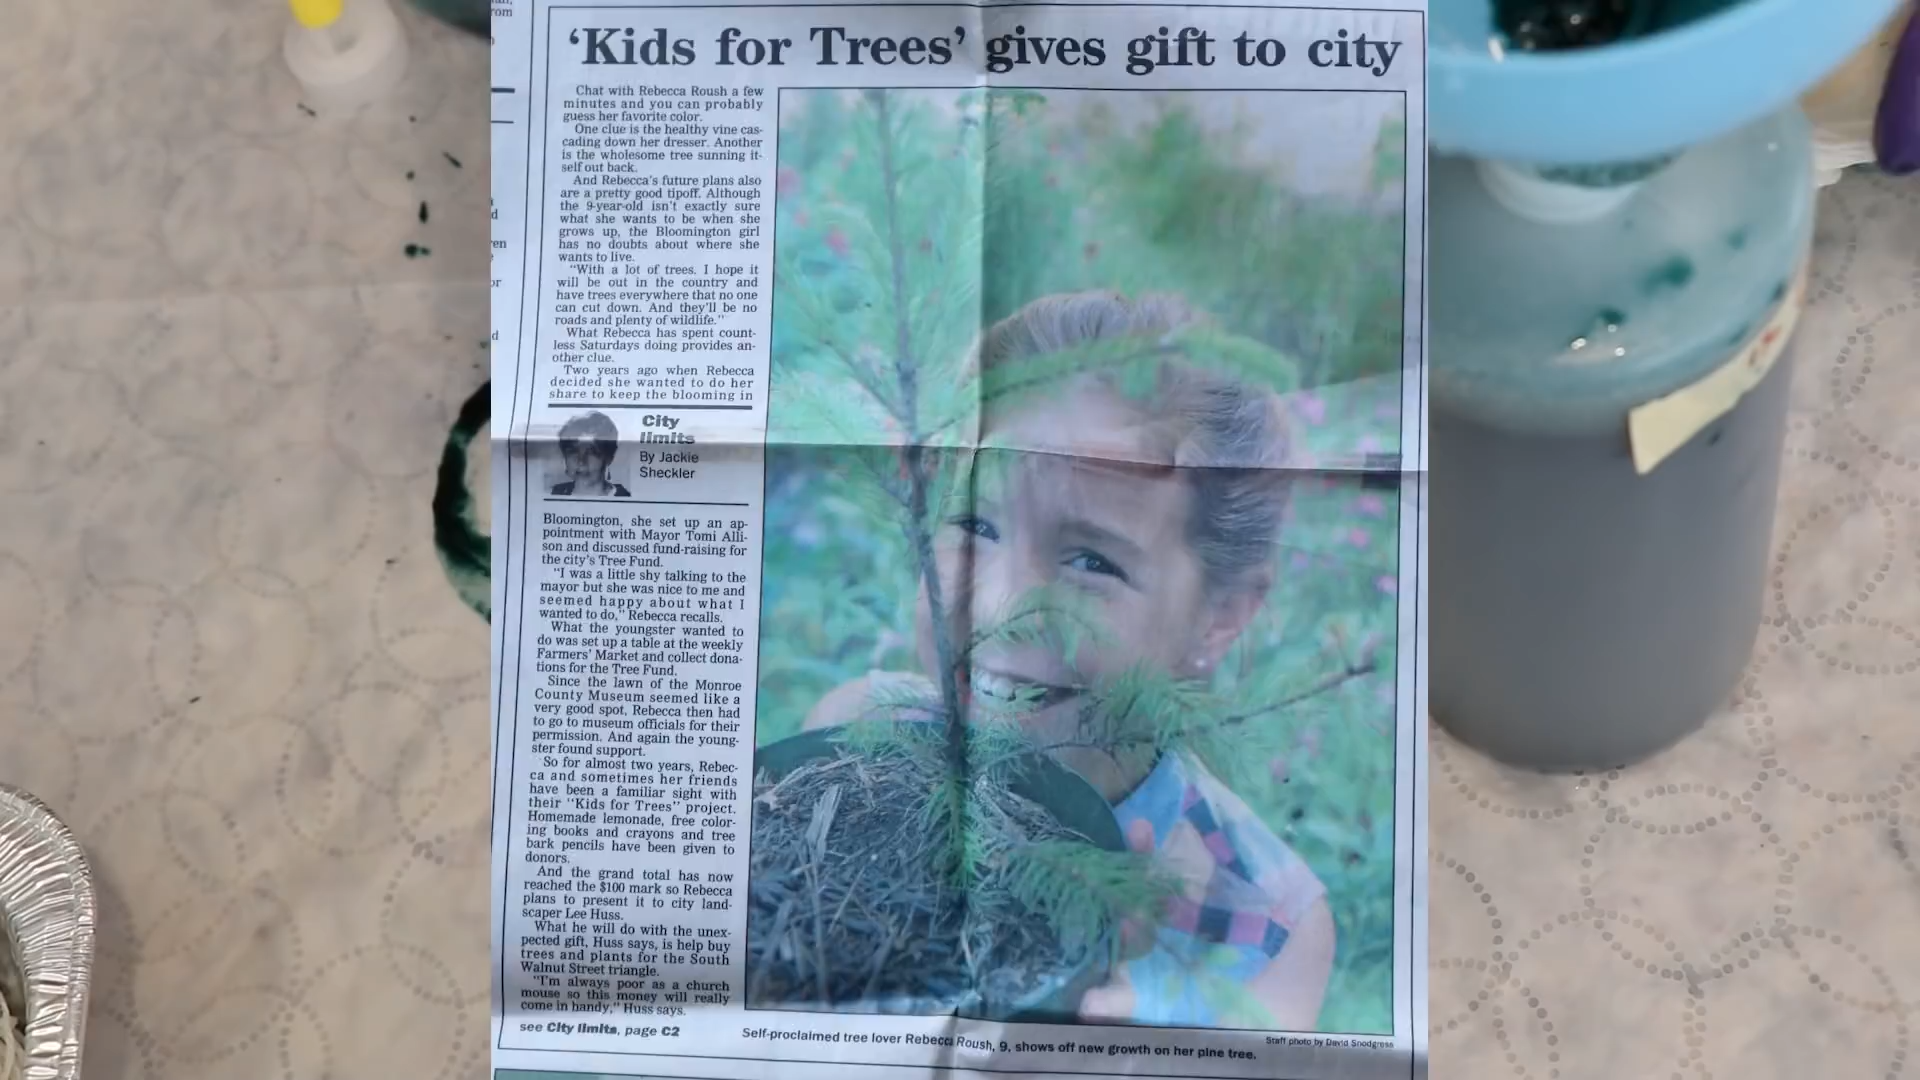 'Kids for Trees' gives gift to city
Chat with Rebecca Roush a few
minutes and you can probably
guess her favorite color.
One clue is the healthy vine cas-
cading down her dresser. Another
is the wholesome tree sunning it-
self out back.
And Rebecca's future plans also
are a pretty good tipoff. Although
the 9-year-old isn't exactly sure
what she wants to be when she
grows up, the Bloomington girl
has no doubts about where she
wants to live.
"With a lot of trees. I hope it
will be out in the country and
have trees everywhere that no one
can cut down. And they'll be no
roads and plenty of wildlife."
What Rebecca has spent count-
less Saturdays doing provides an-
other clue.
Two years ago when Rebecca
decided she wanted to do her
share to keep the blooming in
City
limits
By Jackie
Sheckler
Bloomington, she set up an ap-
pointment with Mayor Tomi Alli-
son and discussed fund-raising for
the city's Tree Fund.
"I was a little shy talking to the
mayor but she was nice to me and
seemed happy about what I
wanted to do," Rebecca recalls.
What the youngster wanted to
do was set up a table at the weekly
Farmers' Market and collect dona-
tions for the Tree Fund.
Since the lawn of the Monroe
County Museum seemed like a
very good spot, Rebecca then had
to go to museum officials for their
permission. And again the young-
ster found support.
So for almost two years, Rebec-
ca and sometimes her friends
have been a familiar sight with
their "Kids for Trees" project.
Homemade lemonade, free color-
ing books and crayons and tree
bark pencils have been given to
donors.
And the grand total has now
reached the $100 mark so Rebecca
plans to present it to city land-
scaper Lee Huss.
What he will do with the unex-
pected gift, Huss says, is help buy
trees and plants for the South
Walnut Street triangle.
"I'm always poor as a church
mouse so this money will really
come in handy," Huss says.
see City limits, page C2
Self-proclaimed tree lover Rebecca Roush, 9, shows off new growth on her pine tree.
Staff photo by David Snodgress